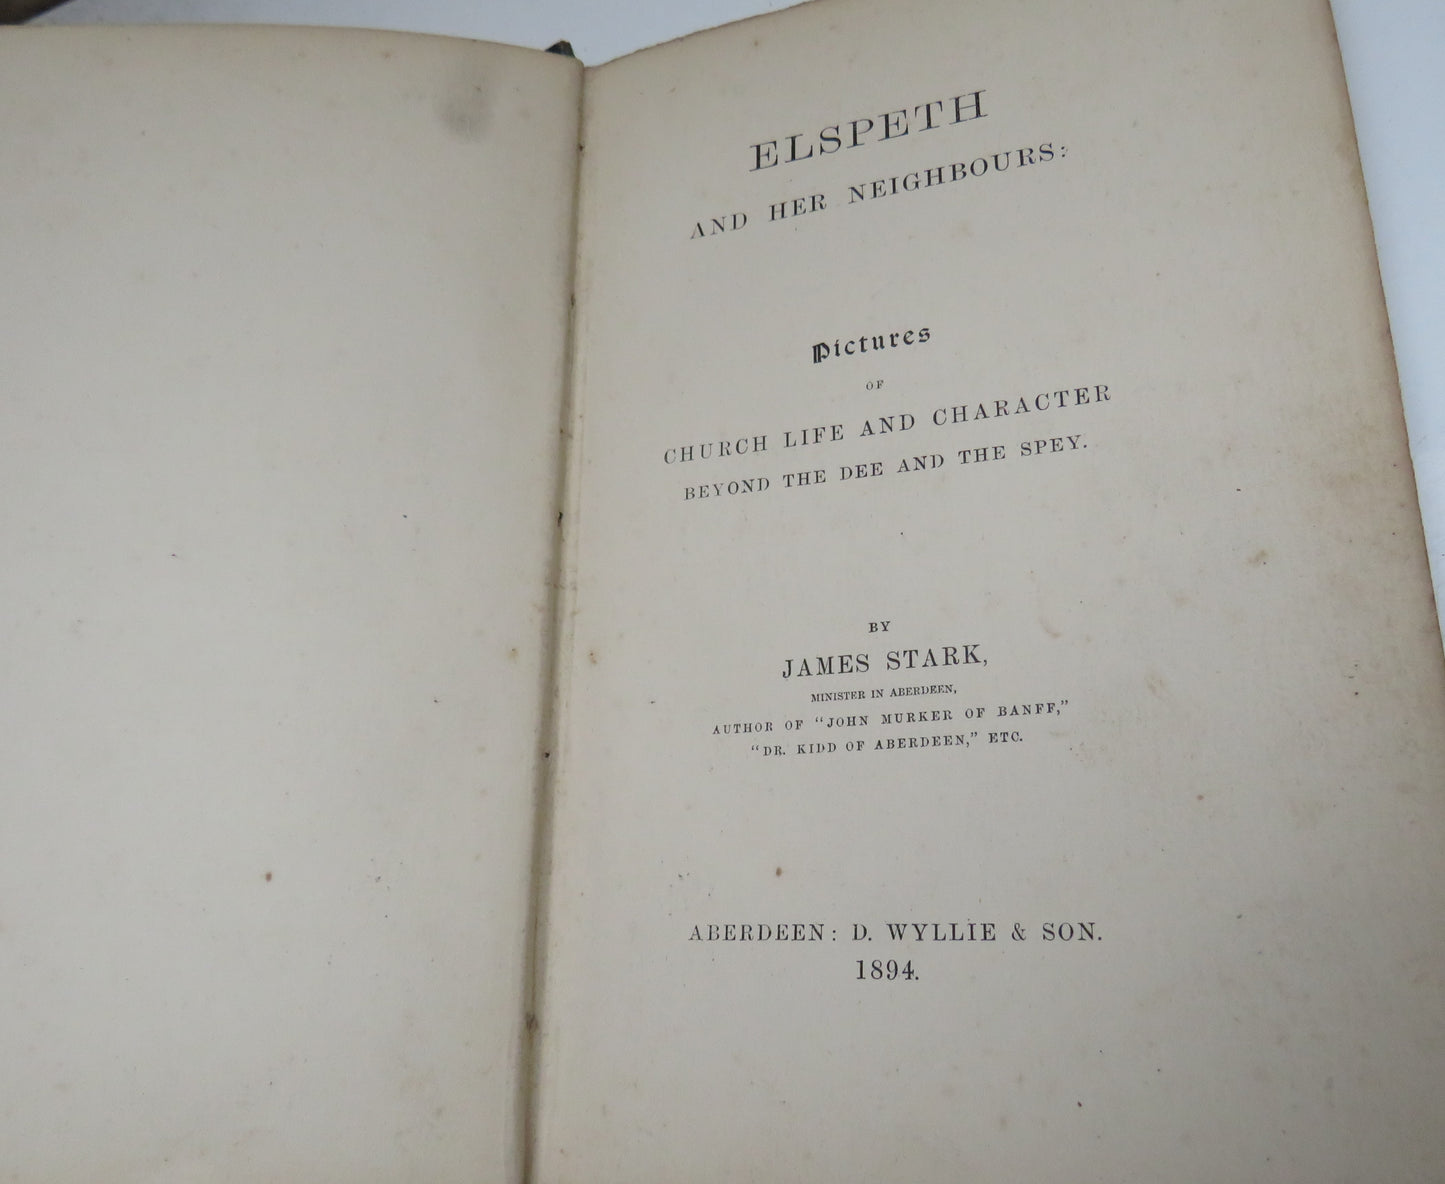 ELSPETH
AND HER NEIGHBOURS:
Pictures
OF
CHURCH LIFE AND CHARACTER
BEYOND THE DEE AND THE SPEY.
BY
JAMES STARK,
MINISTER IN ABERDEEN,
AUTHOR OF "JOHN MURKER OF BANFF,"
"DR. KIDD OF ABERDEEN," ETC.
ABERDEEN: D. WYLLIE & SON.
1894.